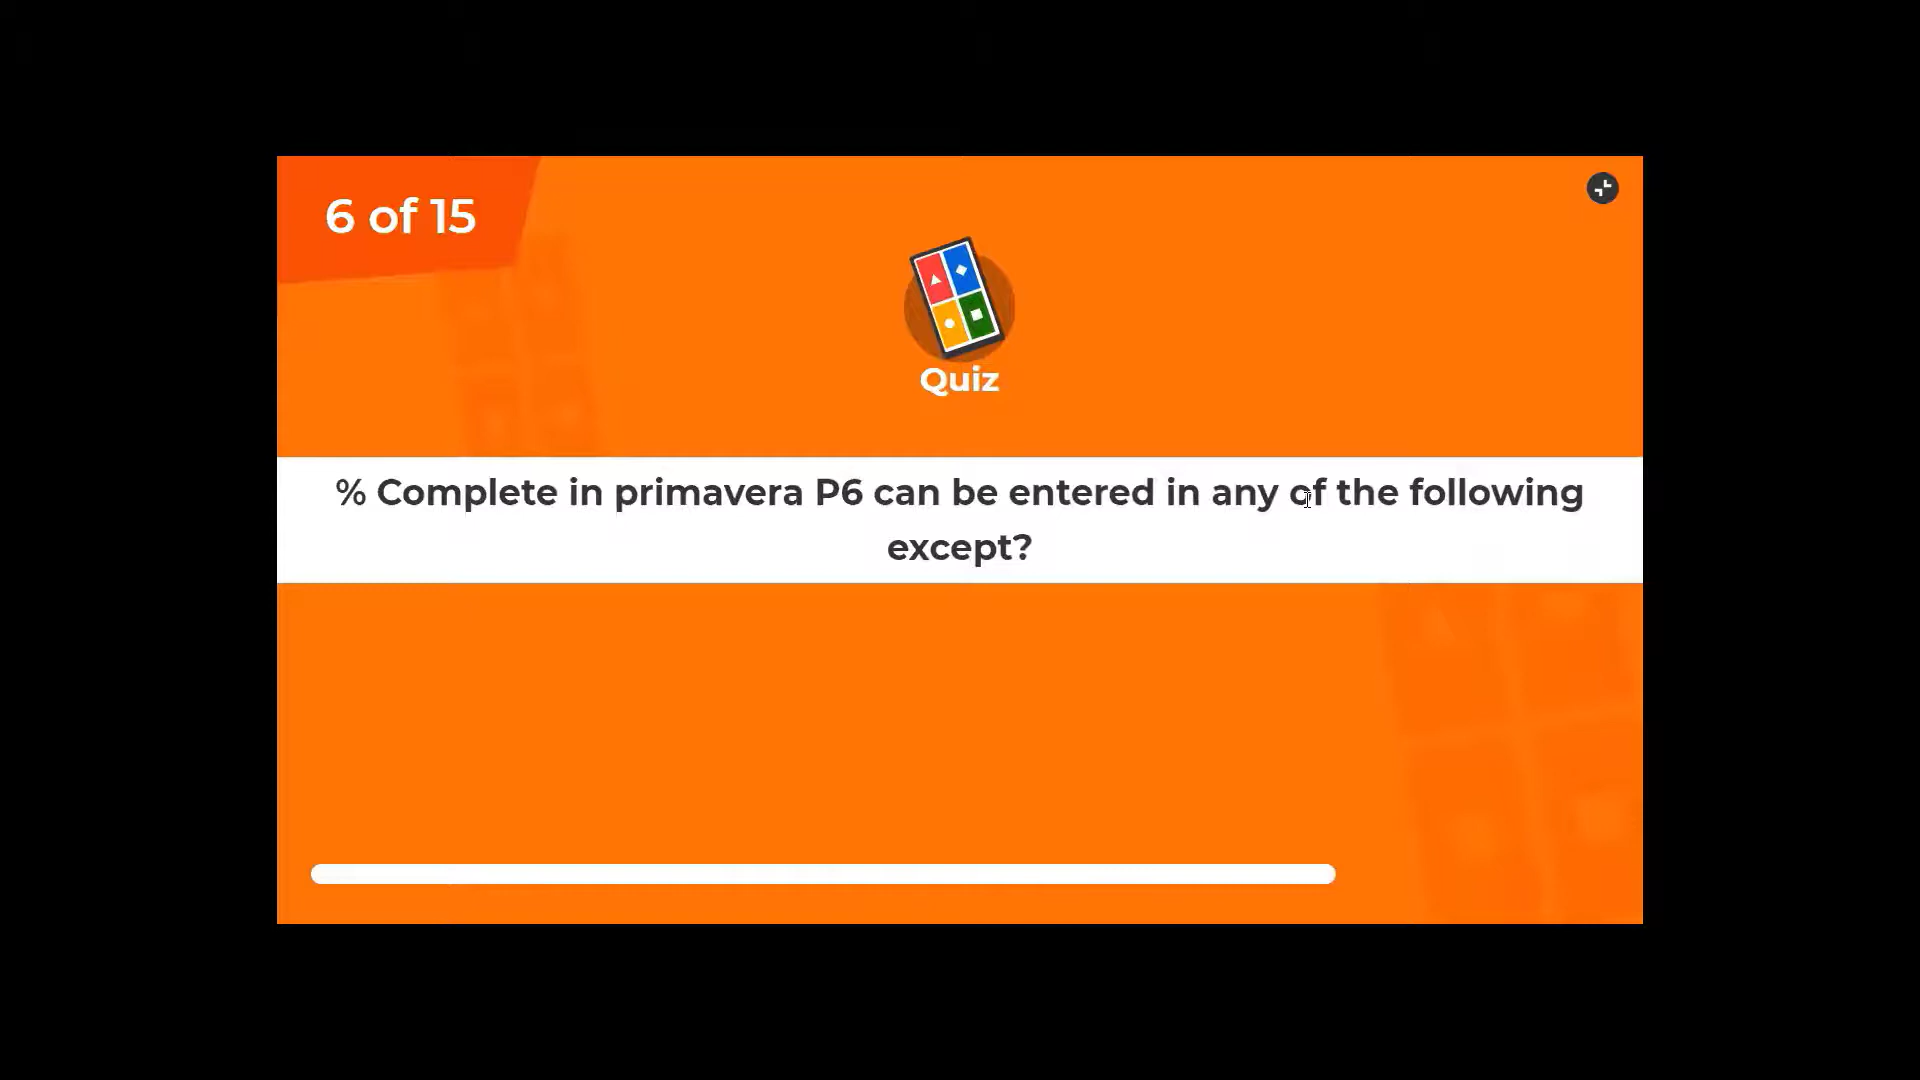 6 of 15
Quiz
% Complete in primavera P6 can be entered in any of the following
except?